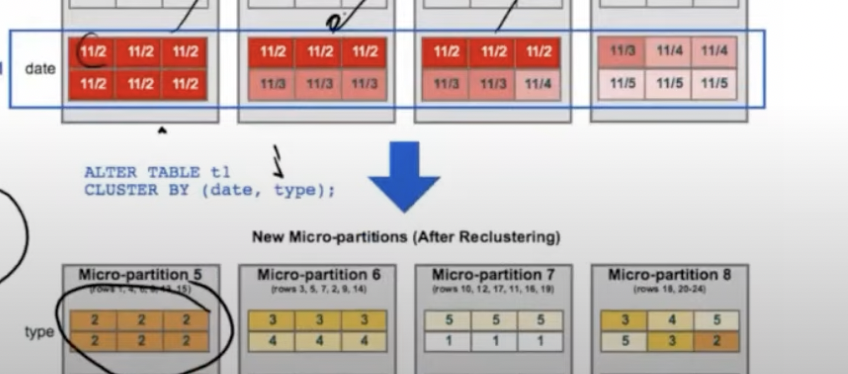 date
11/2 11/2 11/2 11/2 11/2 11/2 11/2 11/2 11/2 11/3 11/4 11/4
11/2 11/2 11/2 11/3 11/3 11/3 11/3 11/3 11/4 11/5 11/5 11/5
ALTER TABLE t1
CLUSTER BY (date, type);
New Micro-partitions (After Reclustering)
Micro-partition 5 Micro-partition 6 Micro-partition 7 Micro-partition 8
(rows 3, 5, 7, 2, 9, 14) (rows 10, 12, 17, 11, 16, 19) (rows 18, 20-24)
type
2 2 2 3 3 3 5 5 5 3 4 5
2 2 2 4 4 4 1 1 1 5 3 2